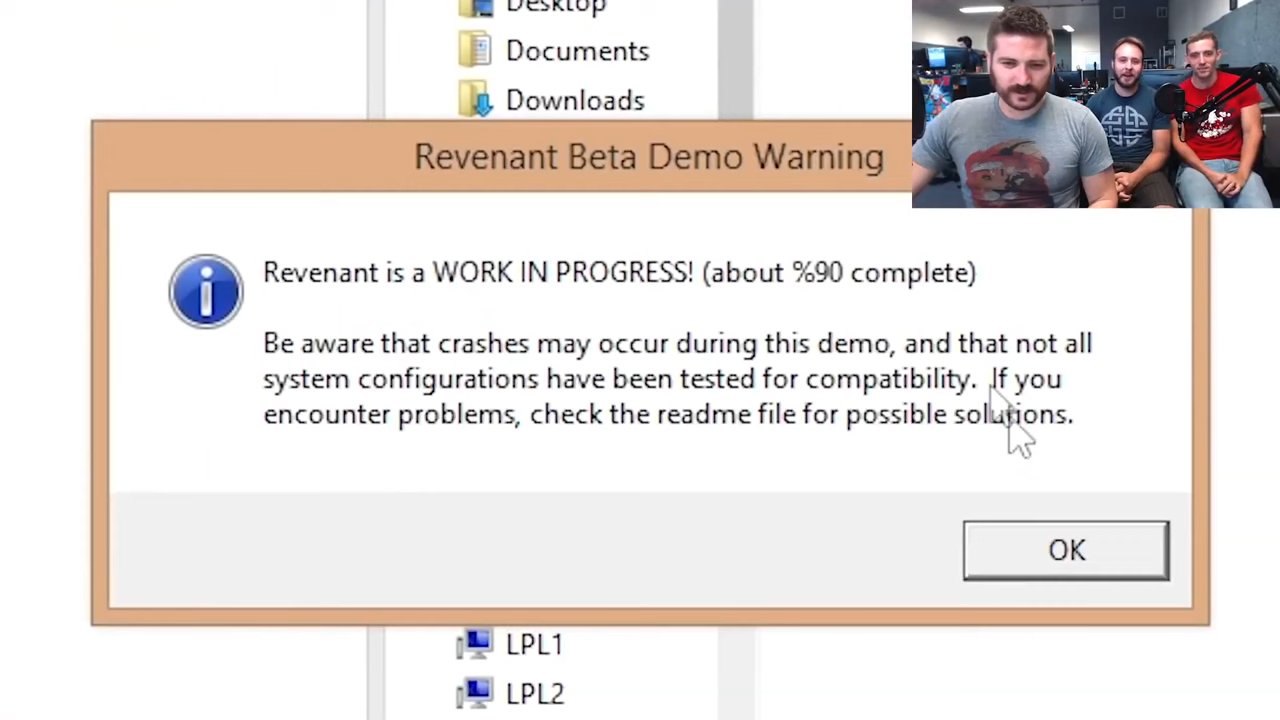 Desktop
Documents
Downloads
Revenant Beta Demo Warning
Revenant is a WORK IN PROGRESS! (about %90 complete)
Be aware that crashes may occur during this demo, and that not all
system configurations have been tested for compatibility.  If you
encounter problems, check the readme file for possible solutions.
OK
LPL1
LPL2